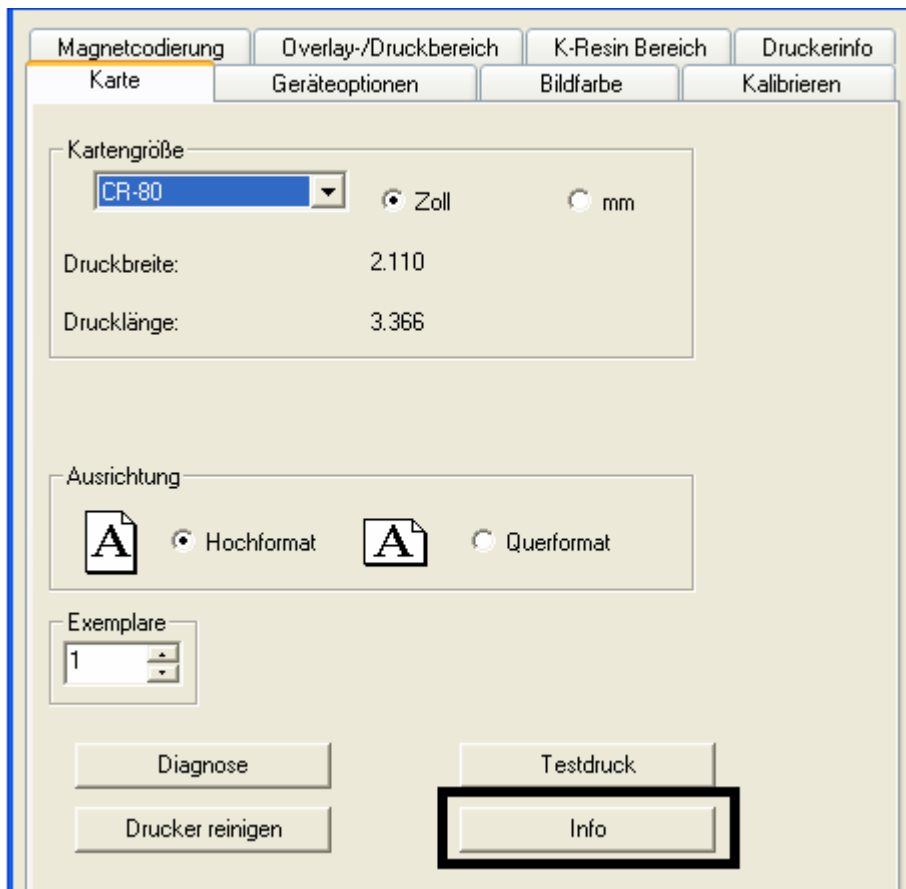 Magnetcodierung Overlay-/Druckbereich K-Resin Bereich Druckerinfo
Karte Geräteoptionen Bildfarbe Kalibrieren
Kartengröße
CR-80 Zoll mm
Druckbreite: 2.110
Drucklänge: 3.366
Ausrichtung
A Hochformat A Querformat
Exemplare
1
Diagnose Testdruck
Drucker reinigen Info